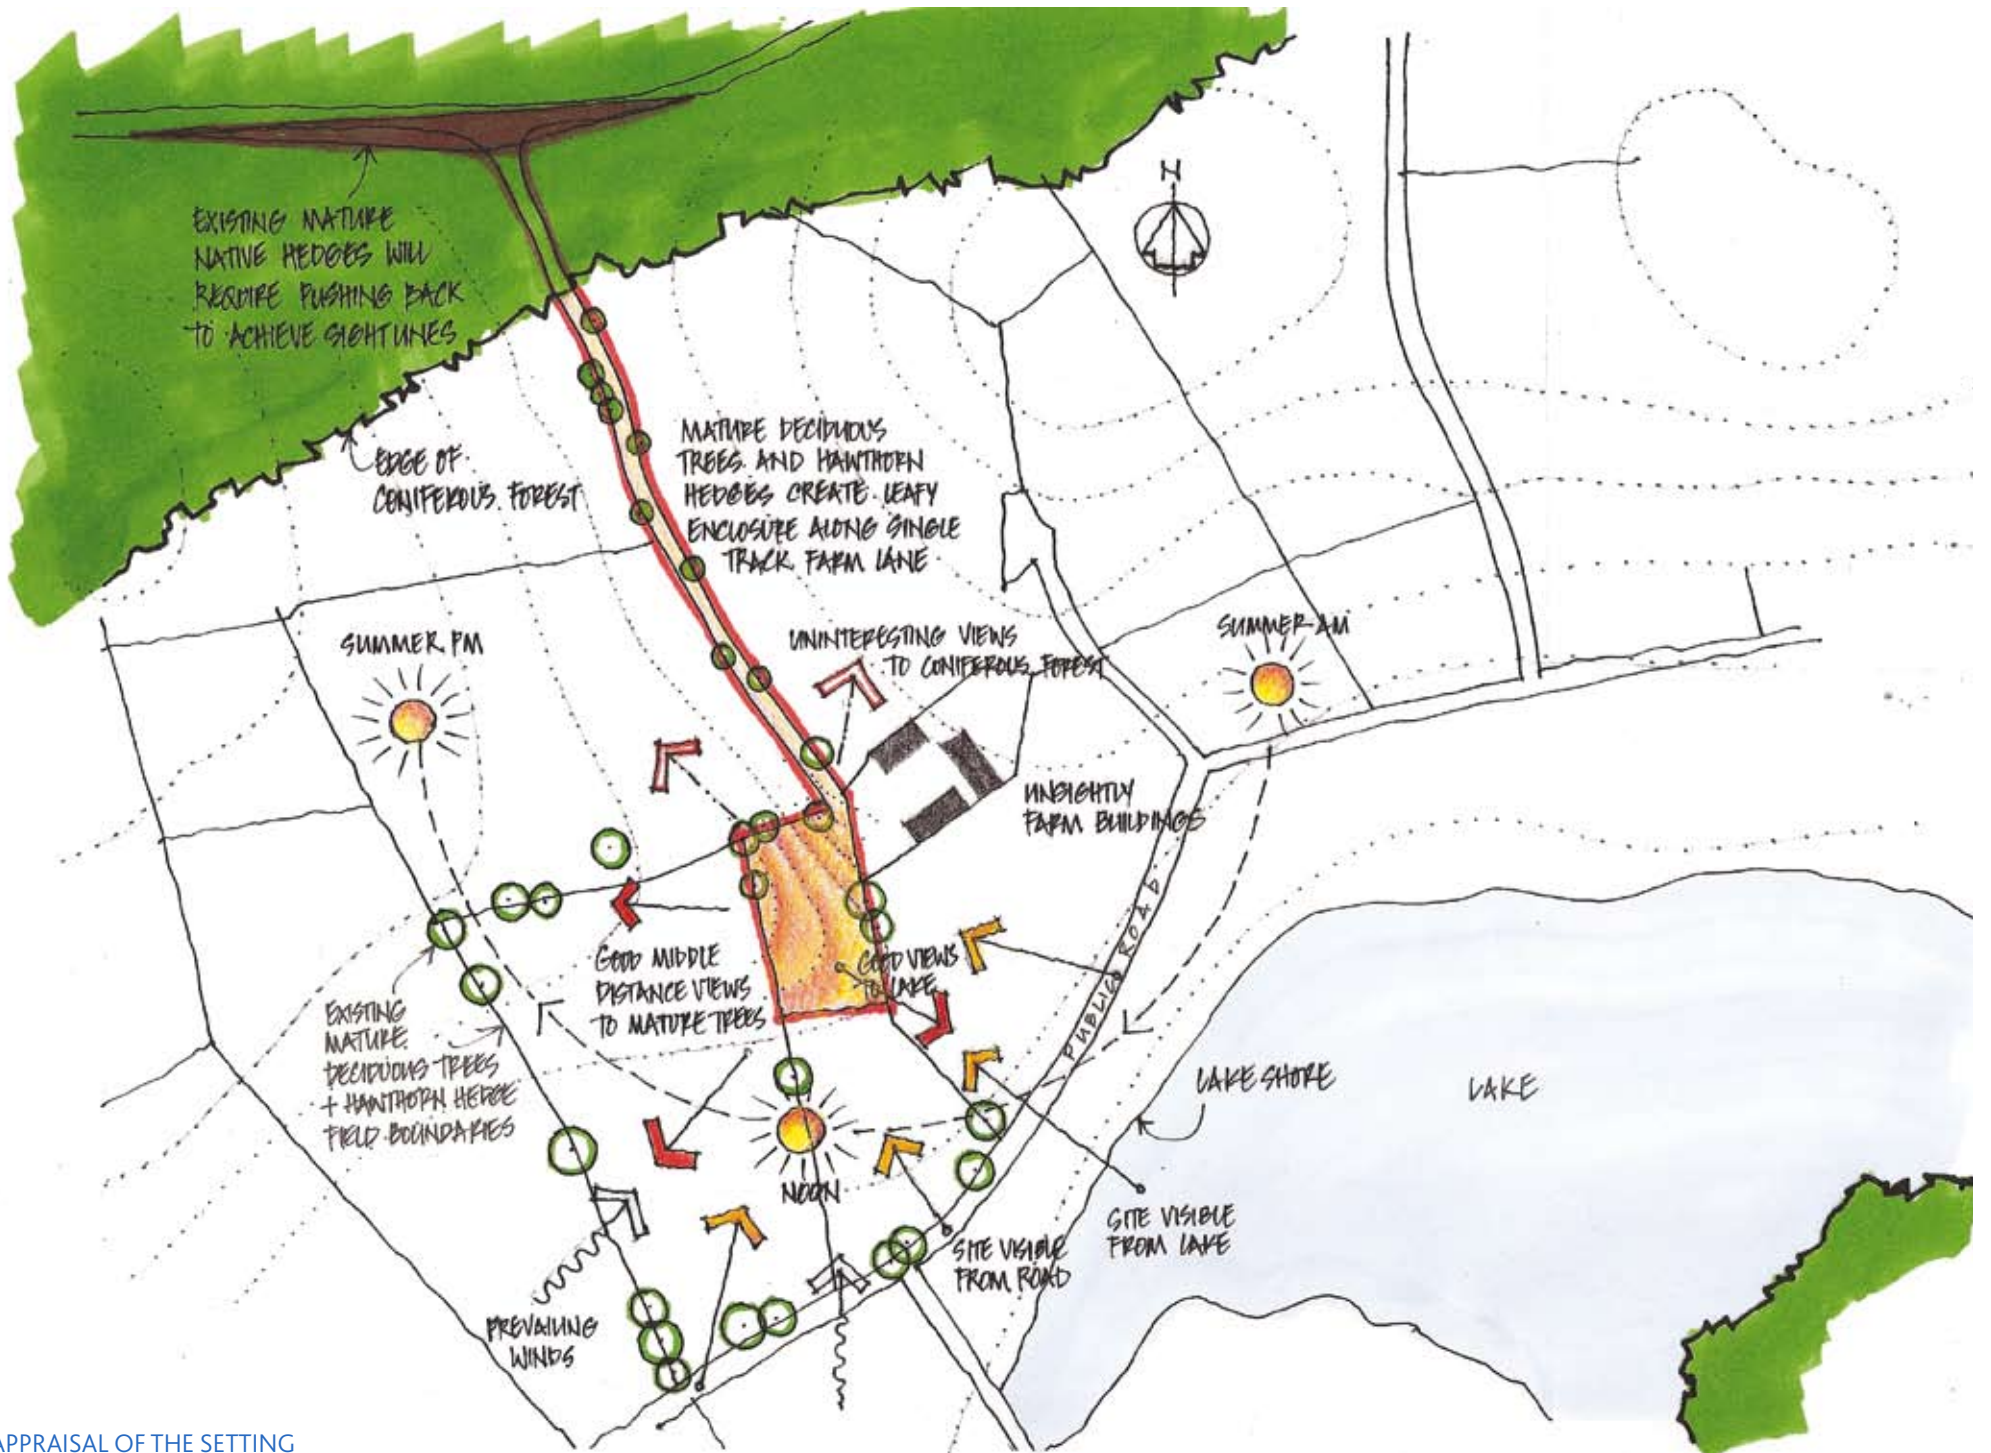 N
EXISTING MATURE
NATIVE HEDGES WILL
REQUIRE PUSHING BACK
TO ACHIEVE SIGHTLINES
EDGE OF
CONIFEROUS FOREST
MATURE DECIDUOUS
TREES AND HAWTHORN
HEDGES CREATE LEAFY
ENCLOSURE ALONG SINGLE
TRACK FARM LANE
SUMMER PM
UNINTERESTING VIEWS
TO CONIFEROUS FOREST
SUMMER AM
UNSIGHTLY
FARM BUILDINGS
GOOD MIDDLE
DISTANCE VIEWS
TO MATURE TREES
GOOD VIEWS
TO LAKE
PUBLIC ROAD
EXISTING
MATURE
DECIDUOUS TREES
+ HAWTHORN HEDGE
FIELD BOUNDARIES
LAKE SHORE
LAKE
NOON
SITE VISIBLE
FROM LAKE
SITE VISIBLE
FROM ROAD
PREVAILING
WINDS
APPRAISAL OF THE SETTING